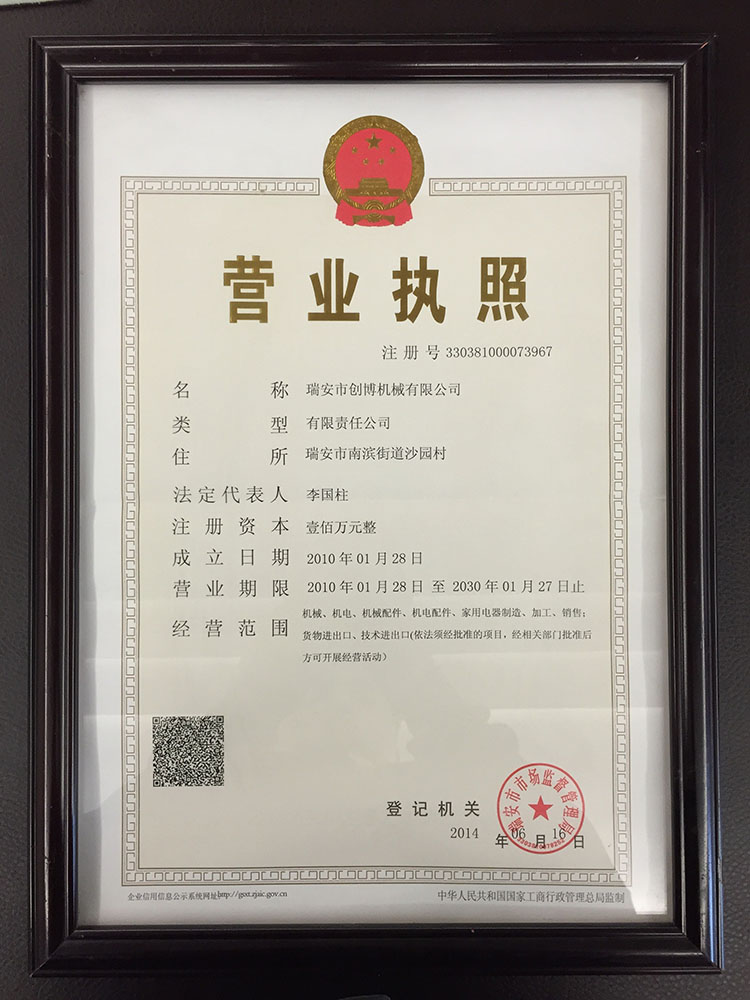 营业执照
注册号 330381000073967
名称 瑞安市创博机械有限公司
类型 有限责任公司
住所 瑞安市南滨街道沙园村
法定代表人 李国柱
注册资本 壹佰万元整
成立日期 2010年01月28日
营业期限 2010年01月28日 至 2030年01月27日止
经营范围 机械、机电、机械配件、机电配件、家用电器制造、加工、销售;
货物进出口、技术进出口(依法须经批准的项目，经相关部门批准后
方可开展经营活动）
登记机关
瑞安市市场监督管理局
2014 年 06 月 16 日
企业信用信息公示系统网址http://gsxt.zjaic.gov.cn
中华人民共和国国家工商行政管理总局监制